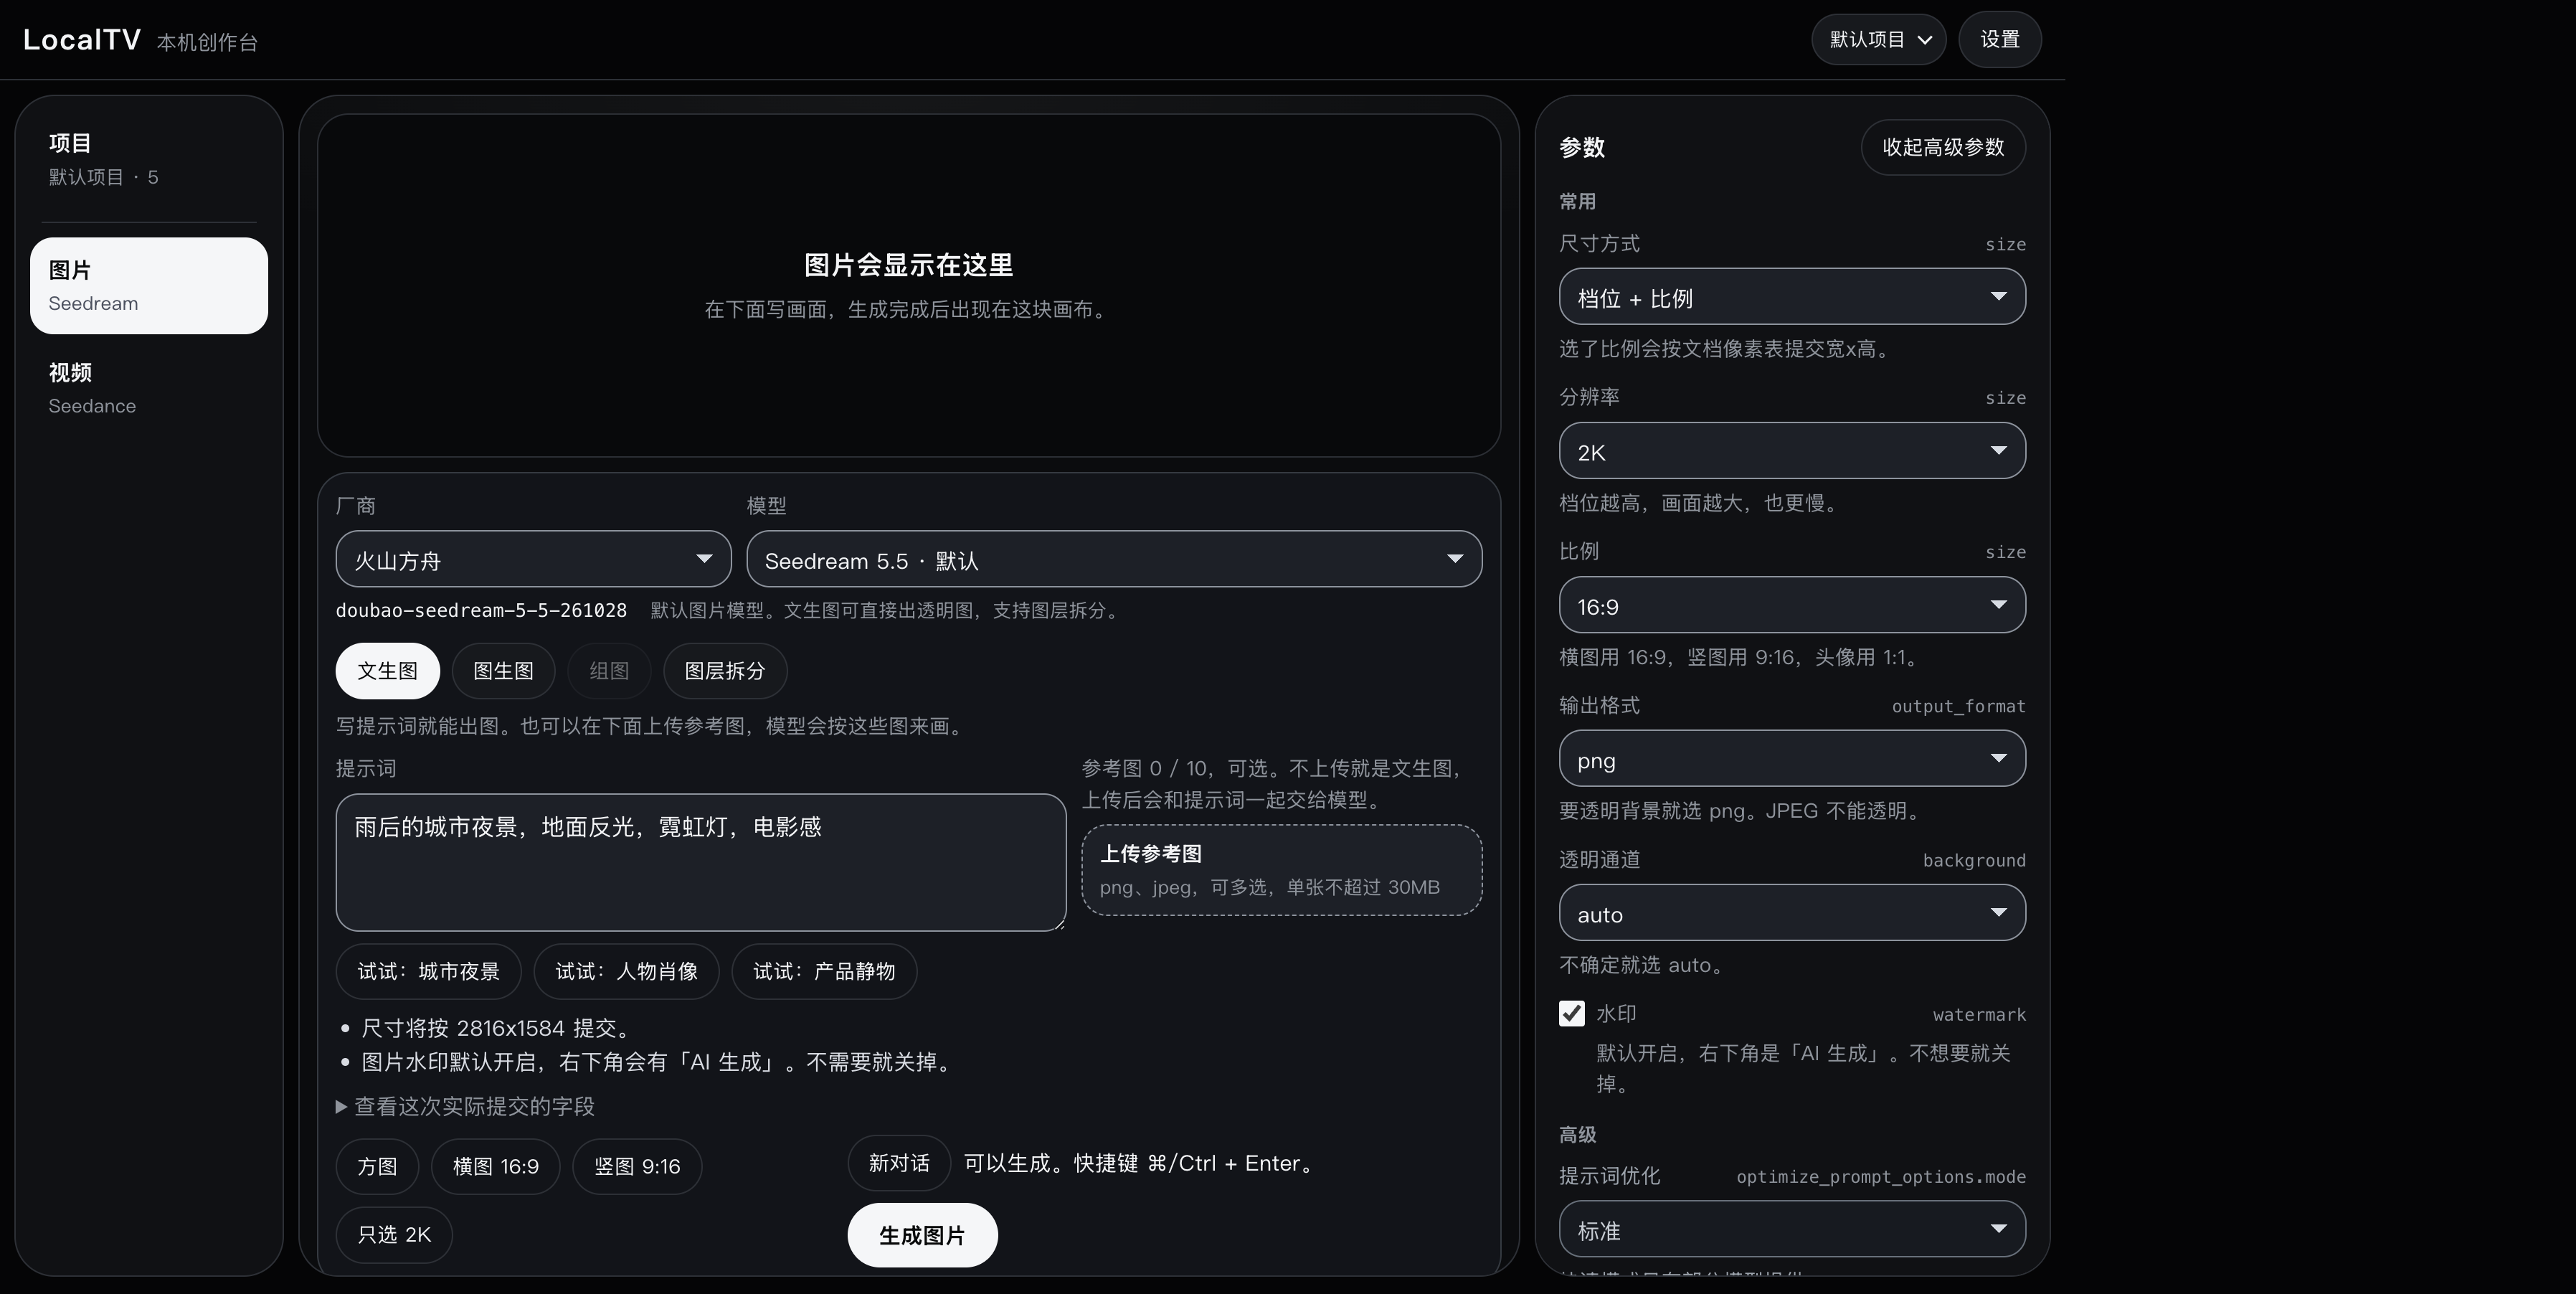 LocalTV 本机创作台
默认项目
设置
项目
默认项目 · 5
图片
Seedream
视频
Seedance
图片会显示在这里
在下面写画面，生成完成后出现在这块画布。
厂商
模型
火山方舟
Seedream 5.5 · 默认
doubao-seedream-5-5-261028 默认图片模型。文生图可直接出透明图，支持图层拆分。
文生图
图生图
组图
图层拆分
写提示词就能出图。也可以在下面上传参考图，模型会按这些图来画。
提示词
雨后的城市夜景，地面反光，霓虹灯，电影感
参考图 0 / 10，可选。不上传就是文生图，
上传后会和提示词一起交给模型。
上传参考图
png、jpeg，可多选，单张不超过 30MB
试试：城市夜景
试试：人物肖像
试试：产品静物
• 尺寸将按 2816x1584 提交。
• 图片水印默认开启，右下角会有「AI 生成」。不需要就关掉。
▶ 查看这次实际提交的字段
方图
横图 16:9
竖图 9:16
只选 2K
新对话
可以生成。快捷键 ⌘/Ctrl + Enter。
生成图片
参数
收起高级参数
常用
尺寸方式 size
档位 + 比例
选了比例会按文档像素表提交宽x高。
分辨率 size
2K
档位越高，画面越大，也更慢。
比例 size
16:9
横图用 16:9，竖图用 9:16，头像用 1:1。
输出格式 output_format
png
要透明背景就选 png。JPEG 不能透明。
透明通道 background
auto
不确定就选 auto。
水印 watermark
默认开启，右下角是「AI 生成」。不想要就关
掉。
高级
提示词优化 optimize_prompt_options.mode
标准